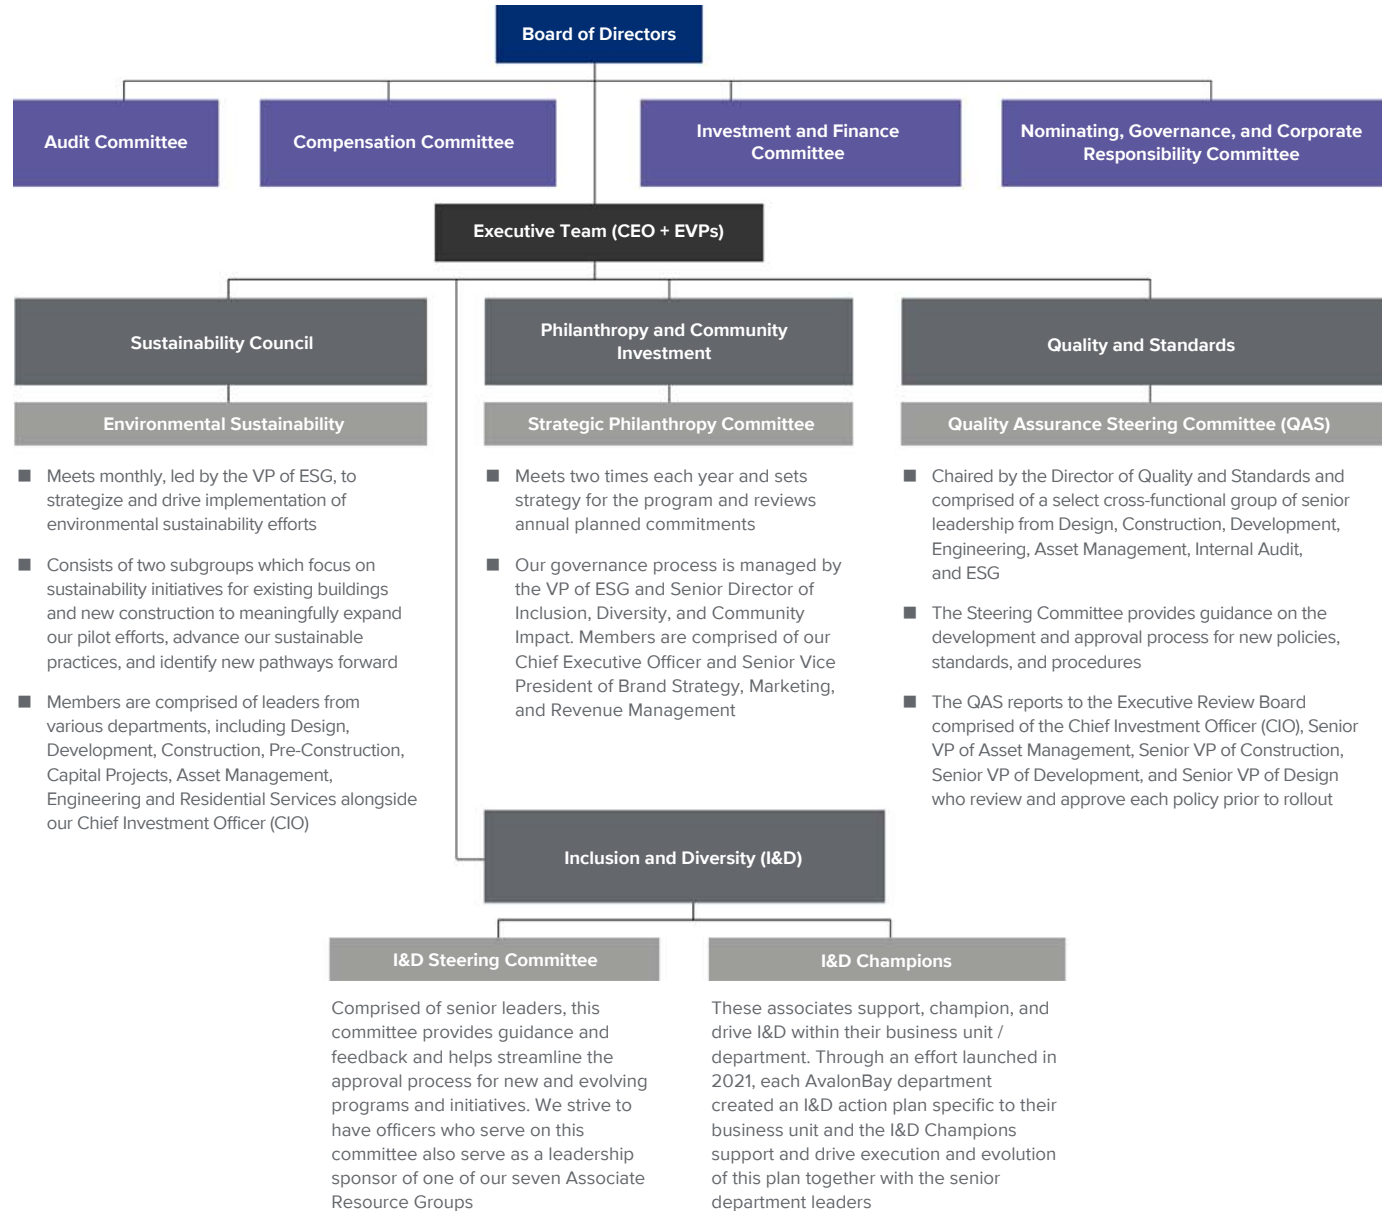 Board of Directors
Audit Committee
Compensation Committee
Investment and Finance
Committee
Nominating, Governance, and Corporate
Responsibility Committee
Executive Team (CEO + EVPs)
Sustainability Council
Environmental Sustainability
■ Meets monthly, led by the VP of ESG, to
strategize and drive implementation of
environmental sustainability efforts
■ Consists of two subgroups which focus on
sustainability initiatives for existing buildings
and new construction to meaningfully expand
our pilot efforts, advance our sustainable
practices, and identify new pathways forward
■ Members are comprised of leaders from
various departments, including Design,
Development, Construction, Pre-Construction,
Capital Projects, Asset Management,
Engineering and Residential Services alongside
our Chief Investment Officer (CIO)
Philanthropy and Community
Investment
Strategic Philanthropy Committee
■ Meets two times each year and sets
strategy for the program and reviews
annual planned commitments
■ Our governance process is managed by
the VP of ESG and Senior Director of
Inclusion, Diversity, and Community
Impact. Members are comprised of our
Chief Executive Officer and Senior Vice
President of Brand Strategy, Marketing,
and Revenue Management
Quality and Standards
Quality Assurance Steering Committee (QAS)
■ Chaired by the Director of Quality and Standards and
comprised of a select cross-functional group of senior
leadership from Design, Construction, Development,
Engineering, Asset Management, Internal Audit,
and ESG
■ The Steering Committee provides guidance on the
development and approval process for new policies,
standards, and procedures
■ The QAS reports to the Executive Review Board
comprised of the Chief Investment Officer (CIO), Senior
VP of Asset Management, Senior VP of Construction,
Senior VP of Development, and Senior VP of Design
who review and approve each policy prior to rollout
Inclusion and Diversity (I&D)
I&D Steering Committee
Comprised of senior leaders, this
committee provides guidance and
feedback and helps streamline the
approval process for new and evolving
programs and initiatives. We strive to
have officers who serve on this
committee also serve as a leadership
sponsor of one of our seven Associate
Resource Groups
I&D Champions
These associates support, champion, and
drive I&D within their business unit /
department. Through an effort launched in
2021, each AvalonBay department
created an I&D action plan specific to their
business unit and the I&D Champions
support and drive execution and evolution
of this plan together with the senior
department leaders